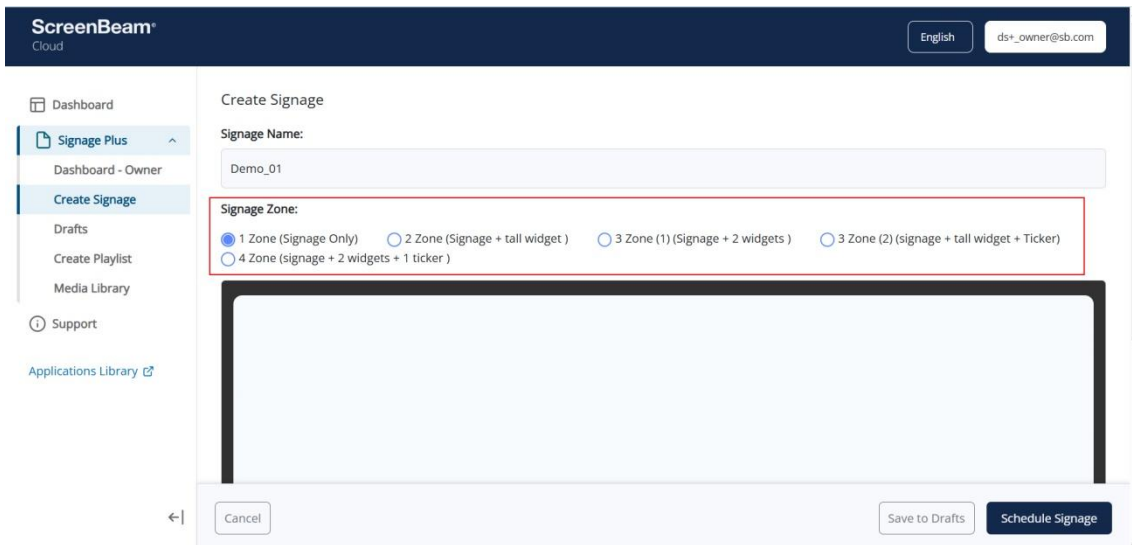 ScreenBeam®
Cloud
English
ds+_owner@sb.com
Dashboard
Signage Plus
Dashboard - Owner
Create Signage
Drafts
Create Playlist
Media Library
Support
Applications Library
Create Signage
Signage Name:
Demo_01
Signage Zone:
1 Zone (Signage Only) 2 Zone (Signage + tall widget ) 3 Zone (1) (Signage + 2 widgets ) 3 Zone (2) (signage + tall widget + Ticker)
4 Zone (signage + 2 widgets + 1 ticker )
Cancel
Save to Drafts
Schedule Signage